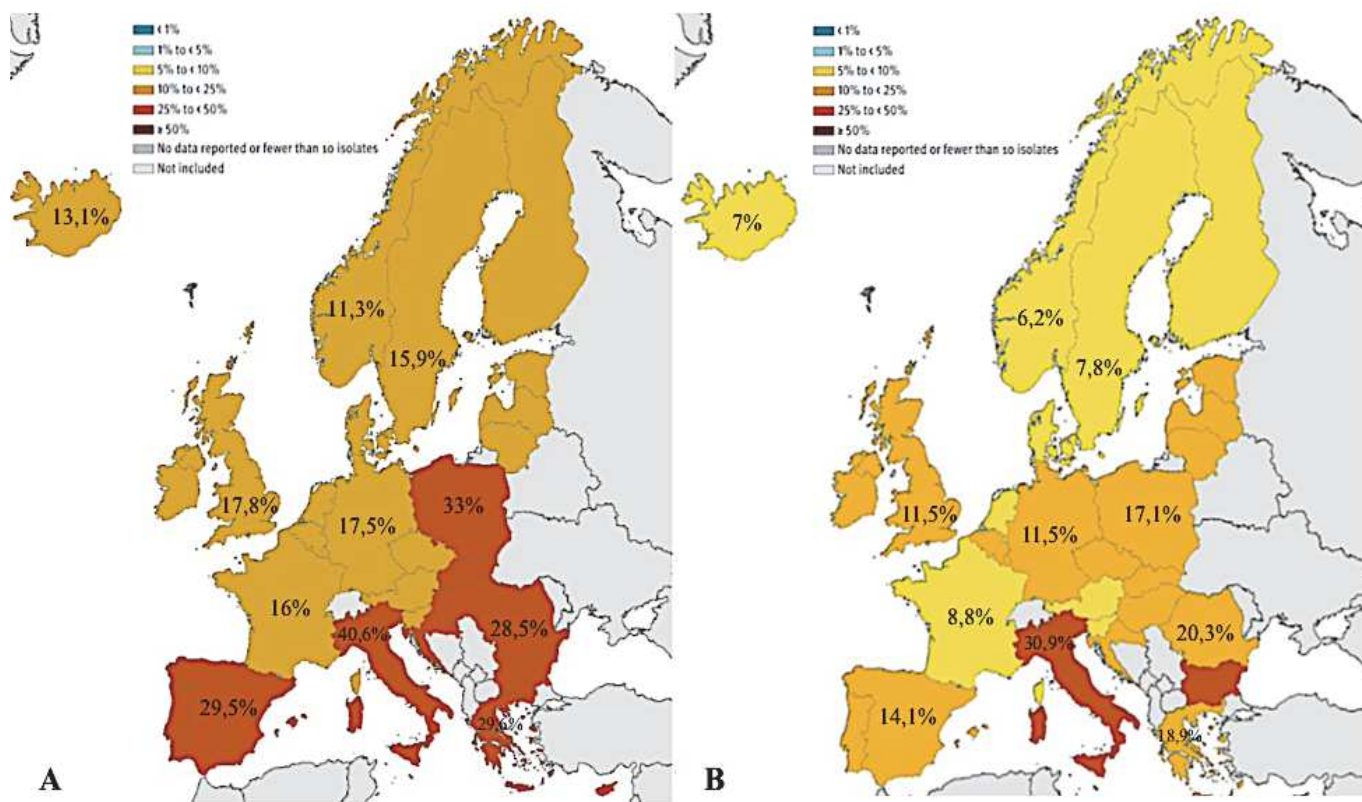 < 1%
1% to < 5%
5% to < 10%
10% to < 25%
25% to < 50%
≥ 50%
No data reported or fewer than 10 isolates
Not included
13,1%
11,3%
15,9%
17,8%
17,5%
33%
16%
40,6%
28,5%
29,5%
29,6%
A
< 1%
1% to < 5%
5% to < 10%
10% to < 25%
25% to < 50%
≥ 50%
No data reported or fewer than 10 isolates
Not included
7%
6,2%
7,8%
11,5%
11,5%
17,1%
8,8%
30,9%
20,3%
14,1%
18,9%
B